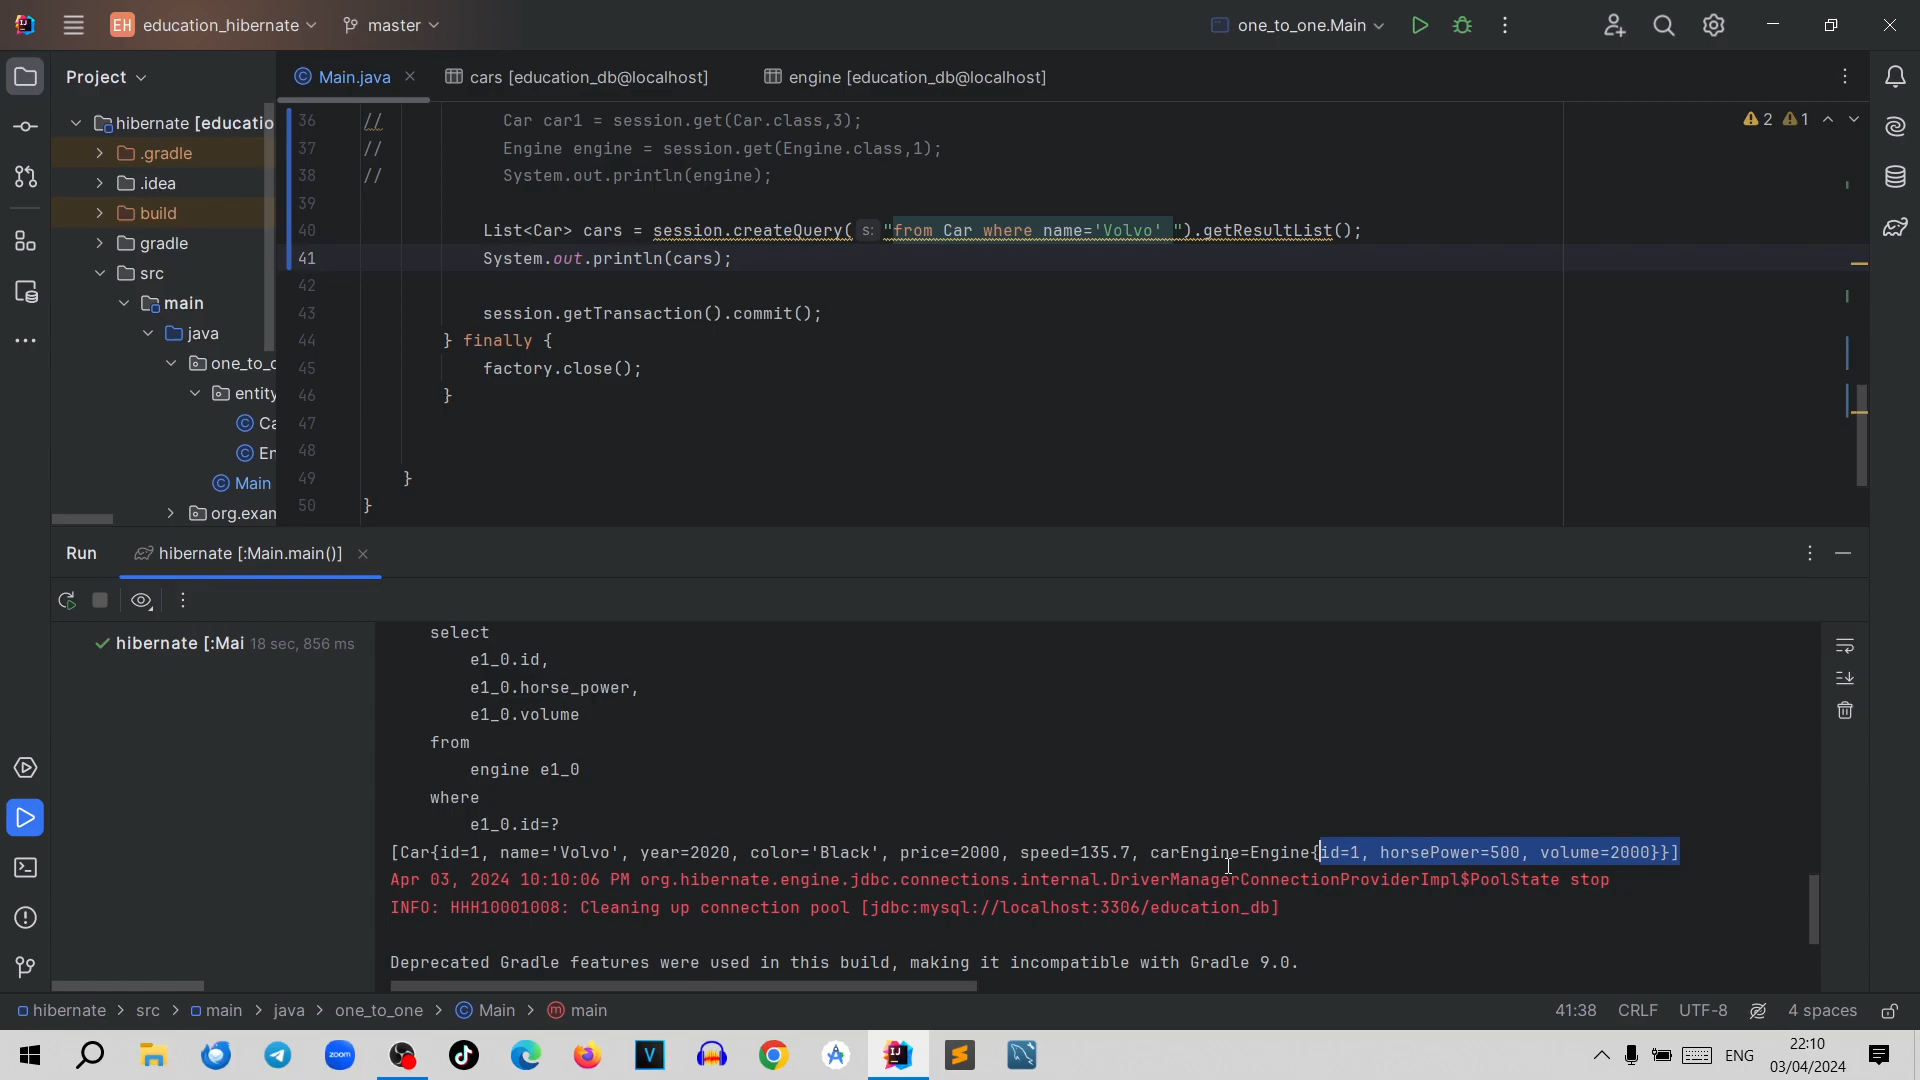 EH education_hibernate master one_to_one.Main
Project
Main.java cars [education_db@localhost] engine [education_db@localhost]
hibernate [educatio
.gradle
.idea
build
gradle
src
main
java
one_to_c
entity
Ca
En
Main
org.exam
2 1
36 // Car car1 = session.get(Car.class,3);
37 // Engine engine = session.get(Engine.class,1);
38 // System.out.println(engine);
39
40 List<Car> cars = session.createQuery( s: "from Car where name='Volvo' ").getResultList();
41 System.out.println(cars);
42
43 session.getTransaction().commit();
44 } finally {
45 factory.close();
46 }
47
48
49 }
50 }
Run hibernate [:Main.main()]
hibernate [:Mai 18 sec, 856 ms
select
e1_0.id,
e1_0.horse_power,
e1_0.volume
from
engine e1_0
where
e1_0.id=?
[Car{id=1, name='Volvo', year=2020, color='Black', price=2000, speed=135.7, carEngine=Engine{id=1, horsePower=500, volume=2000}}]
Apr 03, 2024 10:10:06 PM org.hibernate.engine.jdbc.connections.internal.DriverManagerConnectionProviderImpl$PoolState stop
INFO: HHH10001008: Cleaning up connection pool [jdbc:mysql://localhost:3306/education_db]
Deprecated Gradle features were used in this build, making it incompatible with Gradle 9.0.
hibernate > src > main > java > one_to_one > Main > main
41:38 CRLF UTF-8 4 spaces
zoom
V
ENG
22:10
03/04/2024